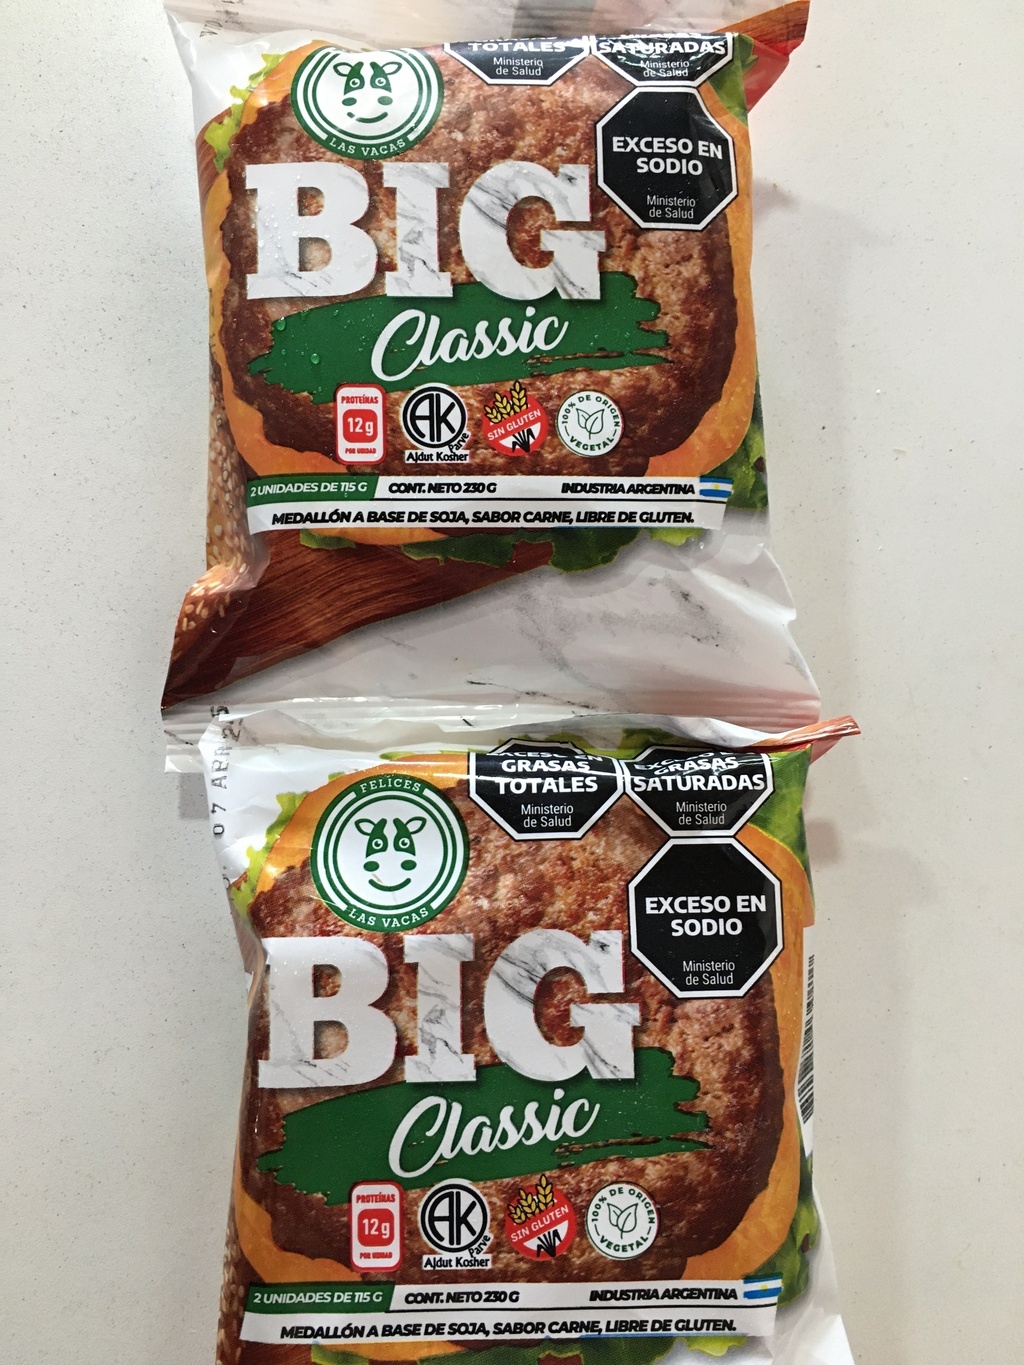 TOTALES
Ministerio
de Salud
SATURADAS
Ministerio
de Salud
LAS VACAS
EXCESO EN
SODIO
Ministerio
de Salud
BIG
Classic
PROTEÍNAS
12g
POR UNIDAD
AK
Parve
Ajdut Kosher
SIN GLUTEN
100% DE ORIGEN
VEGETAL
2 UNIDADES DE 115 G
CONT. NETO 230 G
INDUSTRIA ARGENTINA
MEDALLÓN A BASE DE SOJA, SABOR CARNE, LIBRE DE GLUTEN.
07 ABR 25
GRASAS
TOTALES
Ministerio
de Salud
GRASAS
SATURADAS
Ministerio
de Salud
FELICES
LAS VACAS
EXCESO EN
SODIO
Ministerio
de Salud
BIG
Classic
PROTEÍNAS
12g
POR UNIDAD
AK
Parve
Ajdut Kosher
SIN GLUTEN
100% DE ORIGEN
VEGETAL
2 UNIDADES DE 115 G
CONT. NETO 230 G
INDUSTRIA ARGENTINA
MEDALLÓN A BASE DE SOJA, SABOR CARNE, LIBRE DE GLUTEN.